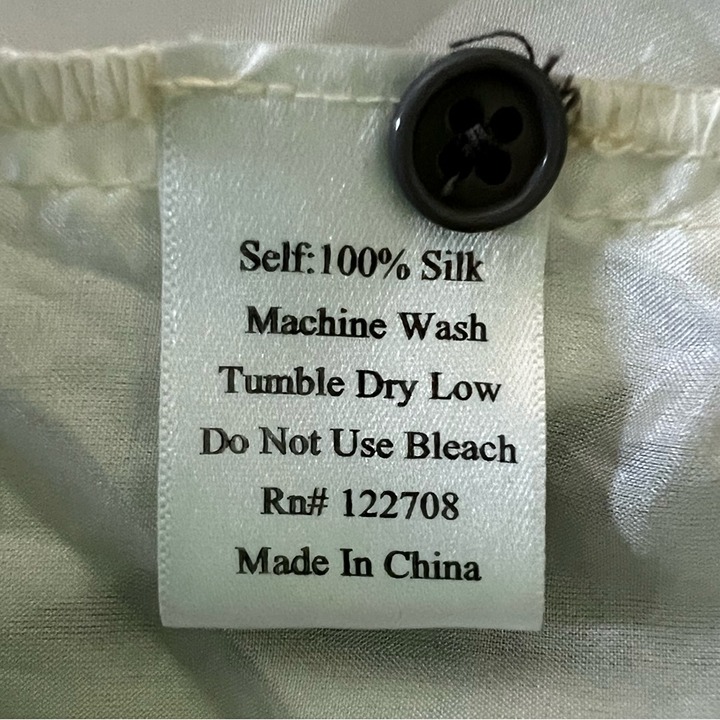 Self:100% Silk
Machine Wash
Tumble Dry Low
Do Not Use Bleach
Rn# 122708
Made In China